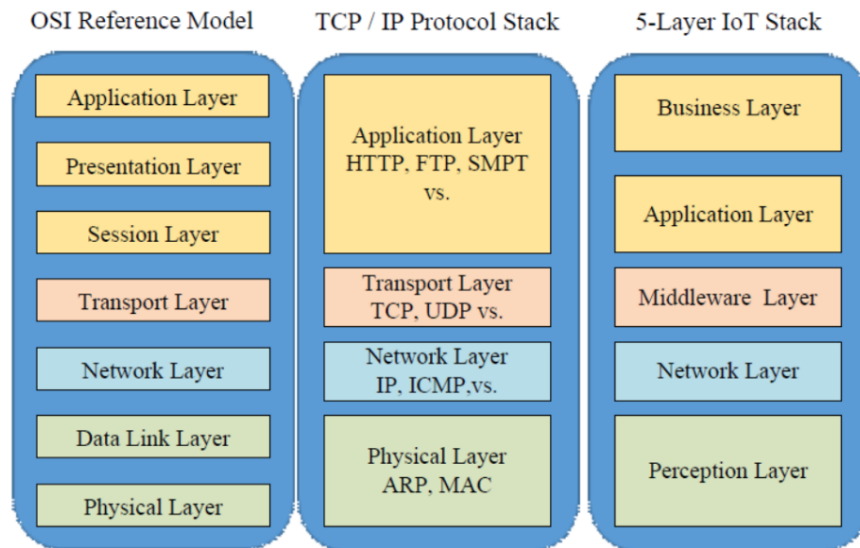 OSI Reference Model
Application Layer
Presentation Layer
Session Layer
Transport Layer
Network Layer
Data Link Layer
Physical Layer
TCP / IP Protocol Stack
Application Layer
HTTP, FTP, SMPT
vs.
Transport Layer
TCP, UDP vs.
Network Layer
IP, ICMP,vs.
Physical Layer
ARP, MAC
5-Layer IoT Stack
Business Layer
Application Layer
Middleware Layer
Network Layer
Perception Layer